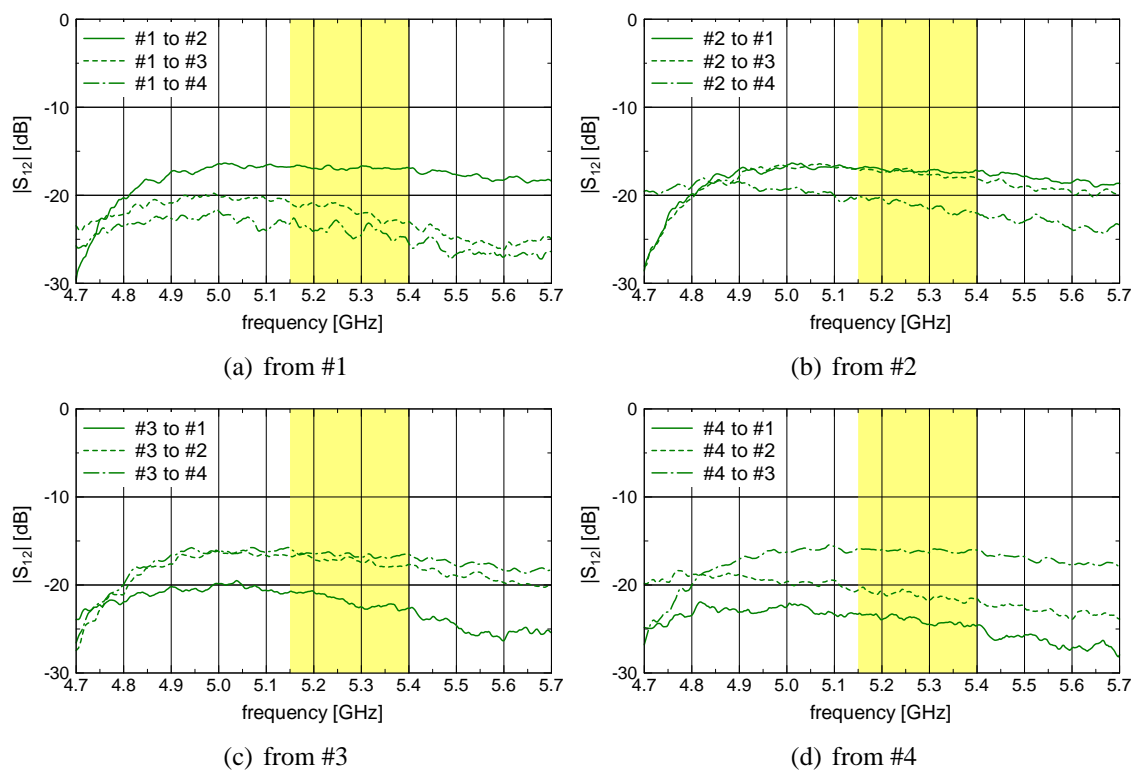 0
-10
-20
-30
|S12| [dB]
#1 to #2
#1 to #3
#1 to #4
4.7 4.8 4.9 5.0 5.1 5.2 5.3 5.4 5.5 5.6 5.7
frequency [GHz]
(a) from #1
0
-10
-20
-30
|S12| [dB]
#2 to #1
#2 to #3
#2 to #4
4.7 4.8 4.9 5.0 5.1 5.2 5.3 5.4 5.5 5.6 5.7
frequency [GHz]
(b) from #2
0
-10
-20
-30
|S12| [dB]
#3 to #1
#3 to #2
#3 to #4
4.7 4.8 4.9 5.0 5.1 5.2 5.3 5.4 5.5 5.6 5.7
frequency [GHz]
(c) from #3
0
-10
-20
-30
|S12| [dB]
#4 to #1
#4 to #2
#4 to #3
4.7 4.8 4.9 5.0 5.1 5.2 5.3 5.4 5.5 5.6 5.7
frequency [GHz]
(d) from #4